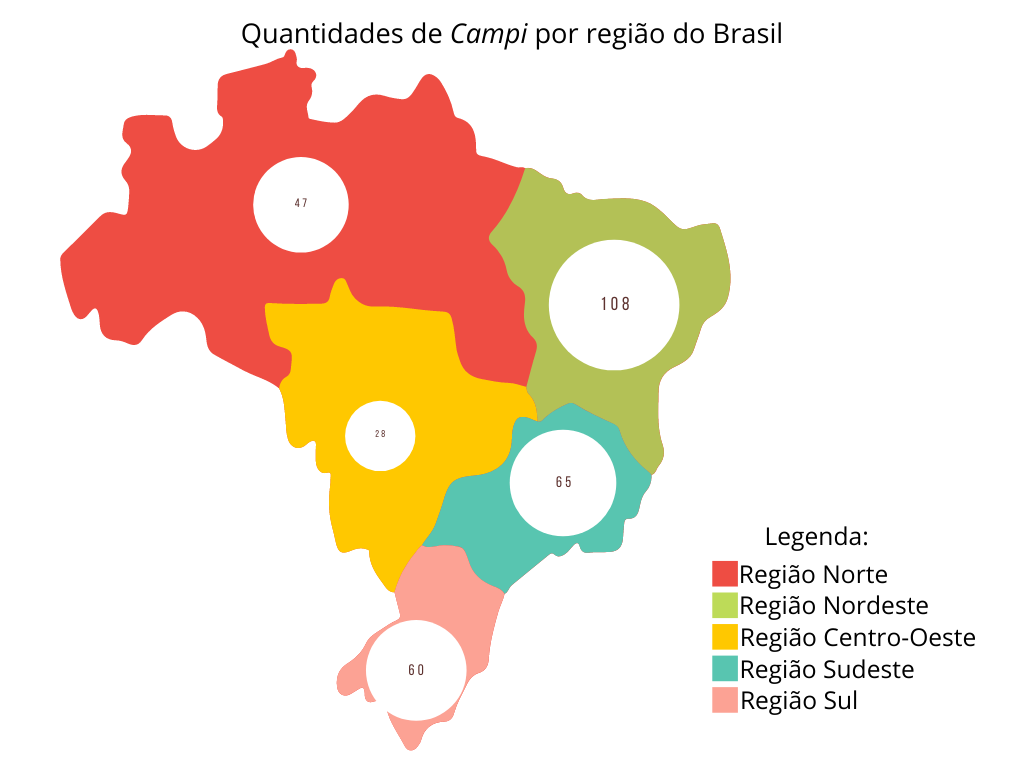 Quantidades de Campi por região do Brasil
47
108
28
65
60
Legenda:
Região Norte
Região Nordeste
Região Centro-Oeste
Região Sudeste
Região Sul